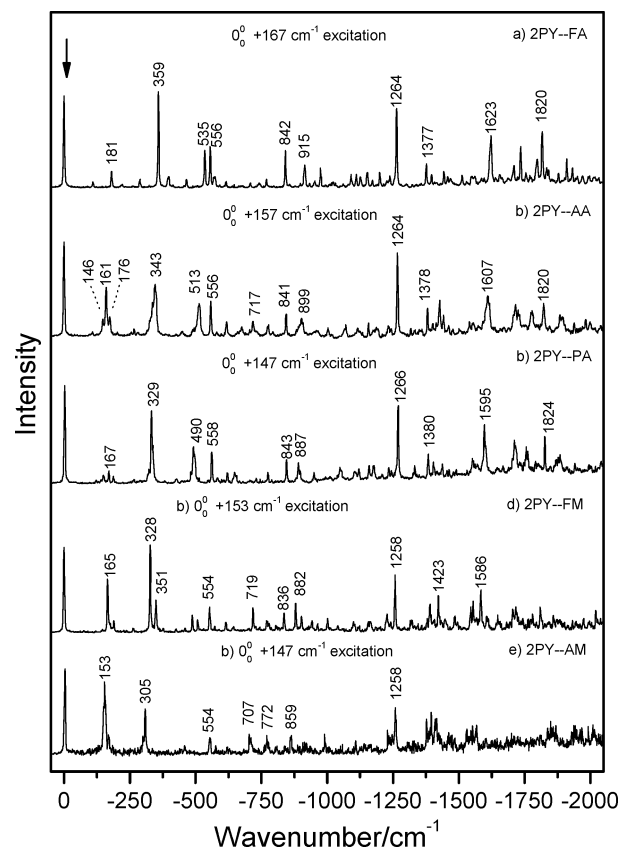 0⁰₀ +167 cm⁻¹ excitation a) 2PY--FA
181 359 535 556 842 915 1264 1377 1623 1820
0⁰₀ +157 cm⁻¹ excitation b) 2PY--AA
146 161 176 343 513 556 717 841 899 1264 1378 1607 1820
0⁰₀ +147 cm⁻¹ excitation b) 2PY--PA
167 329 490 558 843 887 1266 1380 1595 1824
b) 0⁰₀ +153 cm⁻¹ excitation d) 2PY--FM
165 328 351 554 719 836 882 1258 1423 1586
b) 0⁰₀ +147 cm⁻¹ excitation e) 2PY--AM
153 305 554 707 772 859 1258
Intensity
0 -250 -500 -750 -1000 -1250 -1500 -1750 -2000
Wavenumber/cm⁻¹